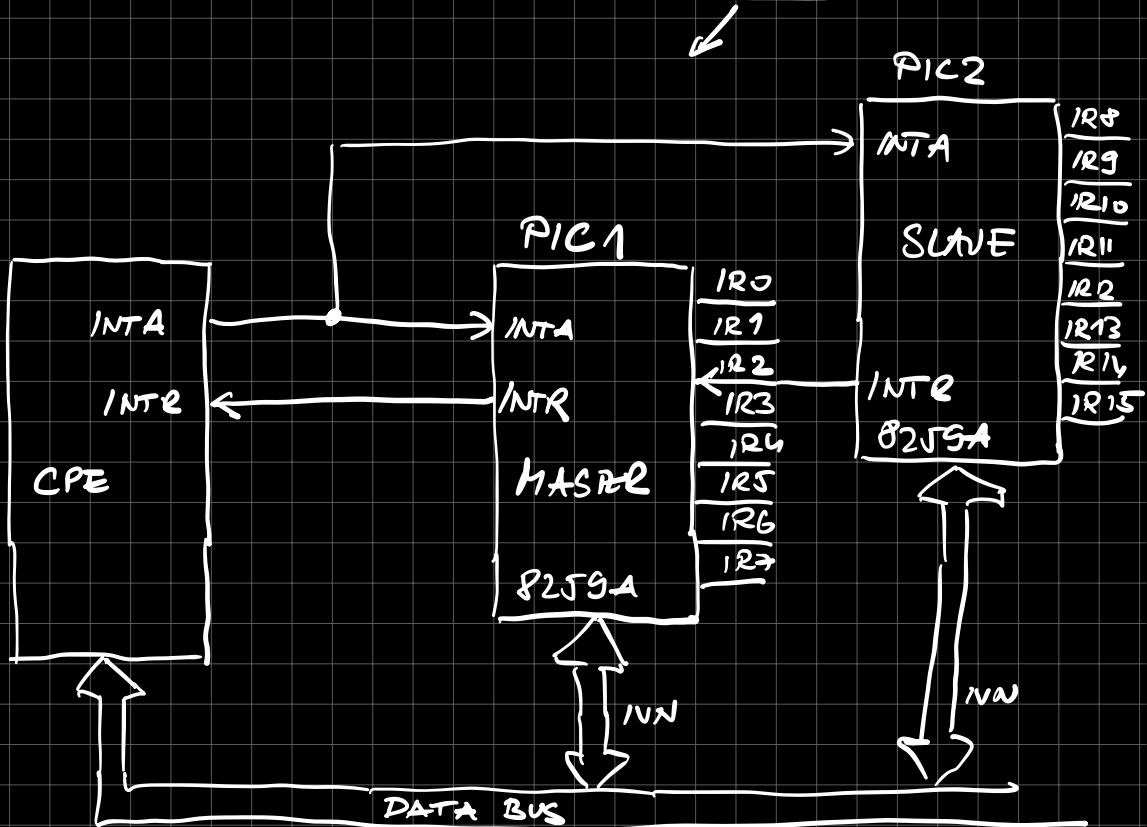 PIC2
INTA
SLAVE
INTR
8259A
IR8
IR9
IR10
IR11
IR12
IR13
IR14
IR15
PIC1
INTA
INTR
MASTER
8259A
IR0
IR1
IR2
IR3
IR4
IR5
IR6
IR7
INTA
INTR
CPE
IVN
IVN
DATA BUS